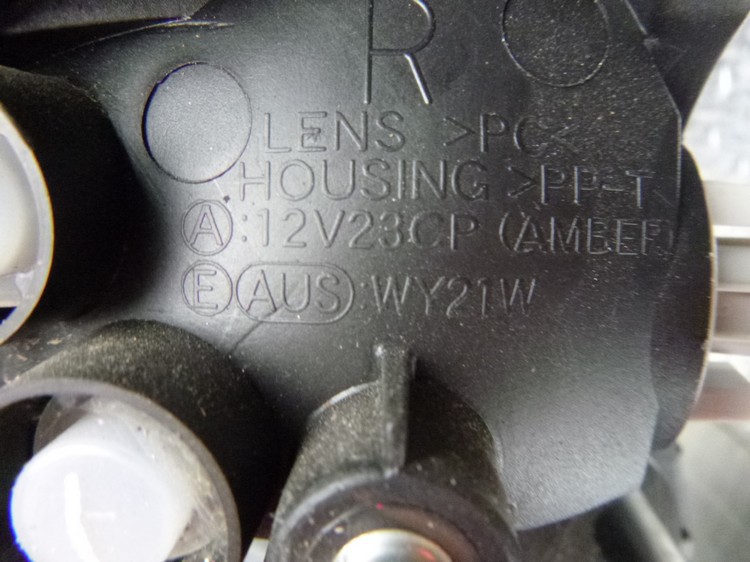 R
LENS >PC<
HOUSING >PP-T
Ⓐ:12V23CP (AMBER)
Ⓔ AUS:WY21W